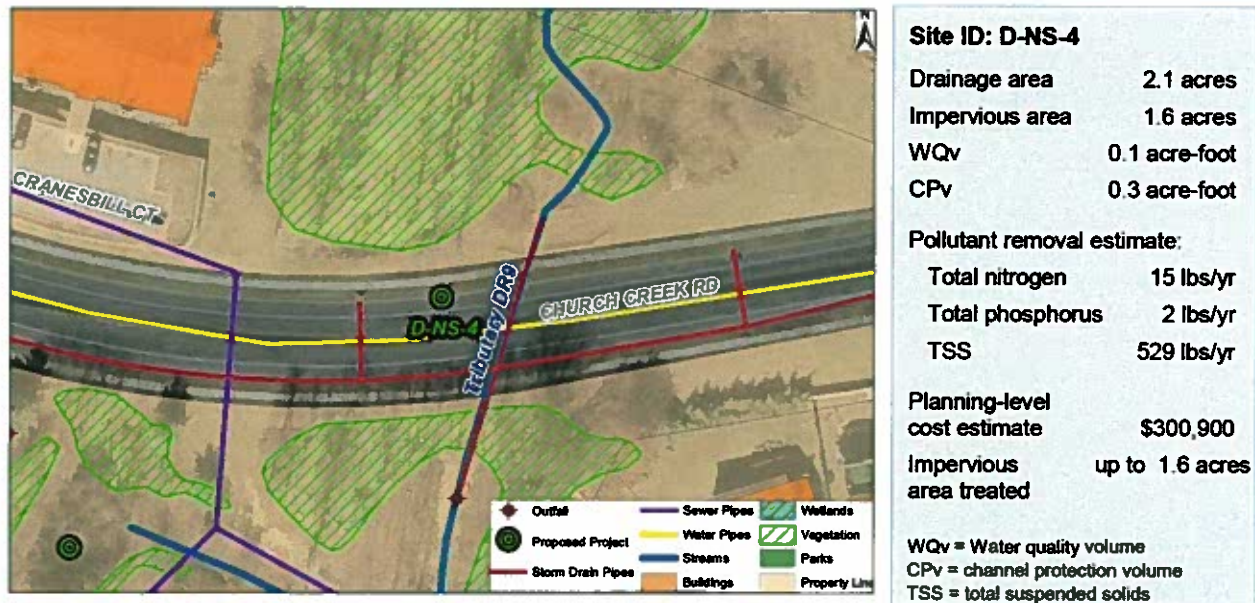 N
CRANESBILL CT
D-NS-4
Tributary DR9
CHURCH CREEK RD
Outfall
Proposed Project
Storm Drain Pipes
Sewer Pipes
Water Pipes
Streams
Buildings
Wetlands
Vegetation
Parks
Property Line
Site ID: D-NS-4
Drainage area 2.1 acres
Impervious area 1.6 acres
WQv 0.1 acre-foot
CPv 0.3 acre-foot
Pollutant removal estimate:
Total nitrogen 15 lbs/yr
Total phosphorus 2 lbs/yr
TSS 529 lbs/yr
Planning-level
cost estimate $300,900
Impervious up to 1.6 acres
area treated
WQv = Water quality volume
CPv = channel protection volume
TSS = total suspended solids